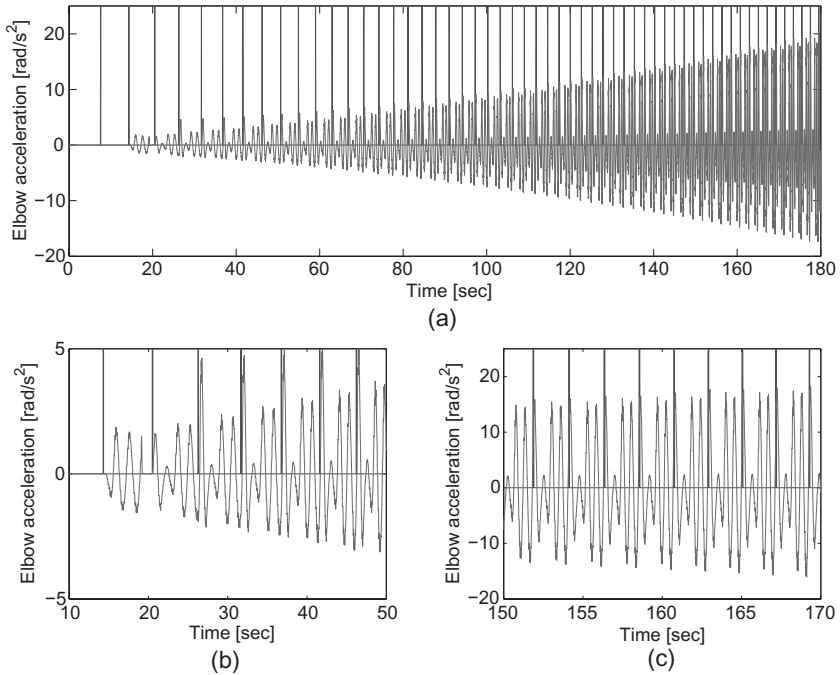 Elbow acceleration [rad/s²]
20
10
0
−10
−20
0 20 40 60 80 100 120 140 160 180
Time [sec]
(a)
Elbow acceleration [rad/s²]
5
0
−5
10 20 30 40 50
Time [sec]
(b)
Elbow acceleration [rad/s²]
20
10
0
−10
−20
150 155 160 165 170
Time [sec]
(c)